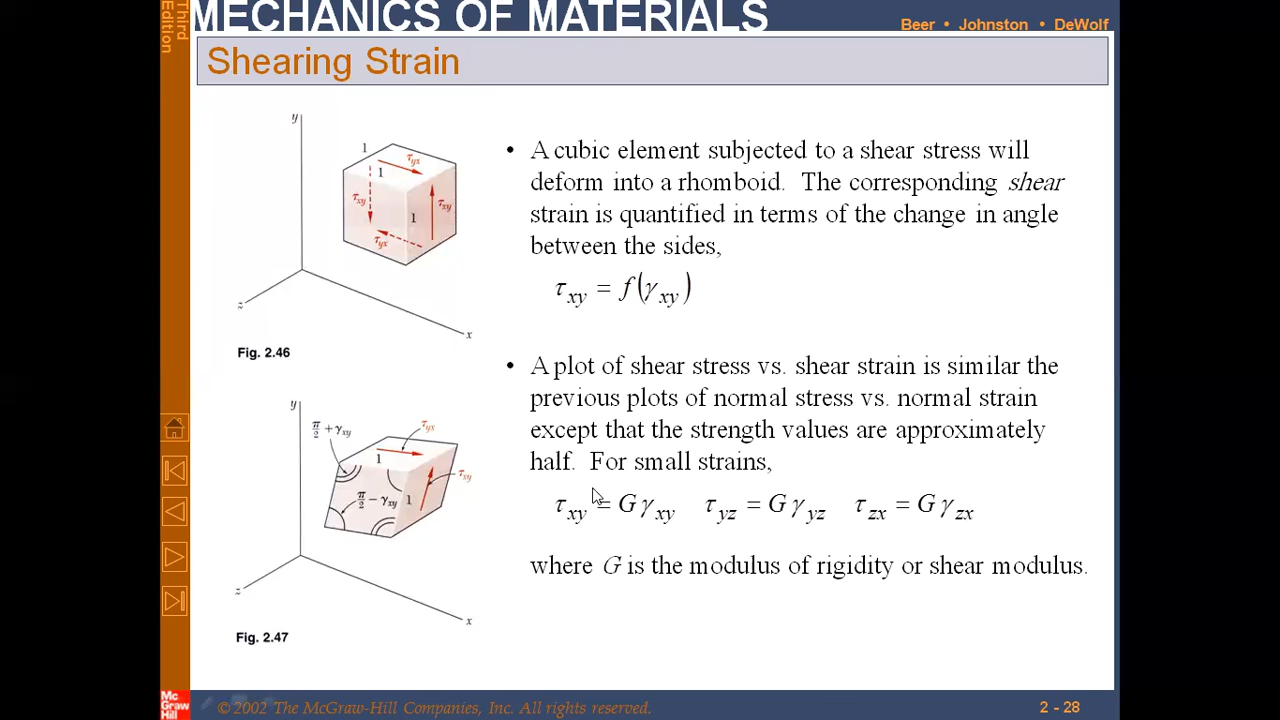 Third
Edition
MECHANICS OF MATERIALS
Beer • Johnston • DeWolf
Shearing Strain
y
1
τyx
1
τxy
1
τxy
τyx
z
x
Fig. 2.46
• A cubic element subjected to a shear stress will
deform into a rhomboid. The corresponding shear
strain is quantified in terms of the change in angle
between the sides,
τxy = f(γxy)
• A plot of shear stress vs. shear strain is similar the
previous plots of normal stress vs. normal strain
except that the strength values are approximately
half. For small strains,
τxy = Gγxy τyz = Gγyz τzx = Gγzx
where G is the modulus of rigidity or shear modulus.
y
π/2 + γxy
τyx
1
τxy
π/2 − γxy
1
z
x
Fig. 2.47
Mc
Graw
Hill
© 2002 The McGraw-Hill Companies, Inc. All rights reserved.
2 - 28